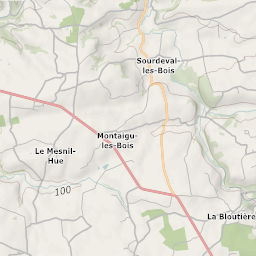 Sourdeval-
les-Bois
Montaigu-
les-Bois
Le Mesnil-
Hue
100
La Bloutière